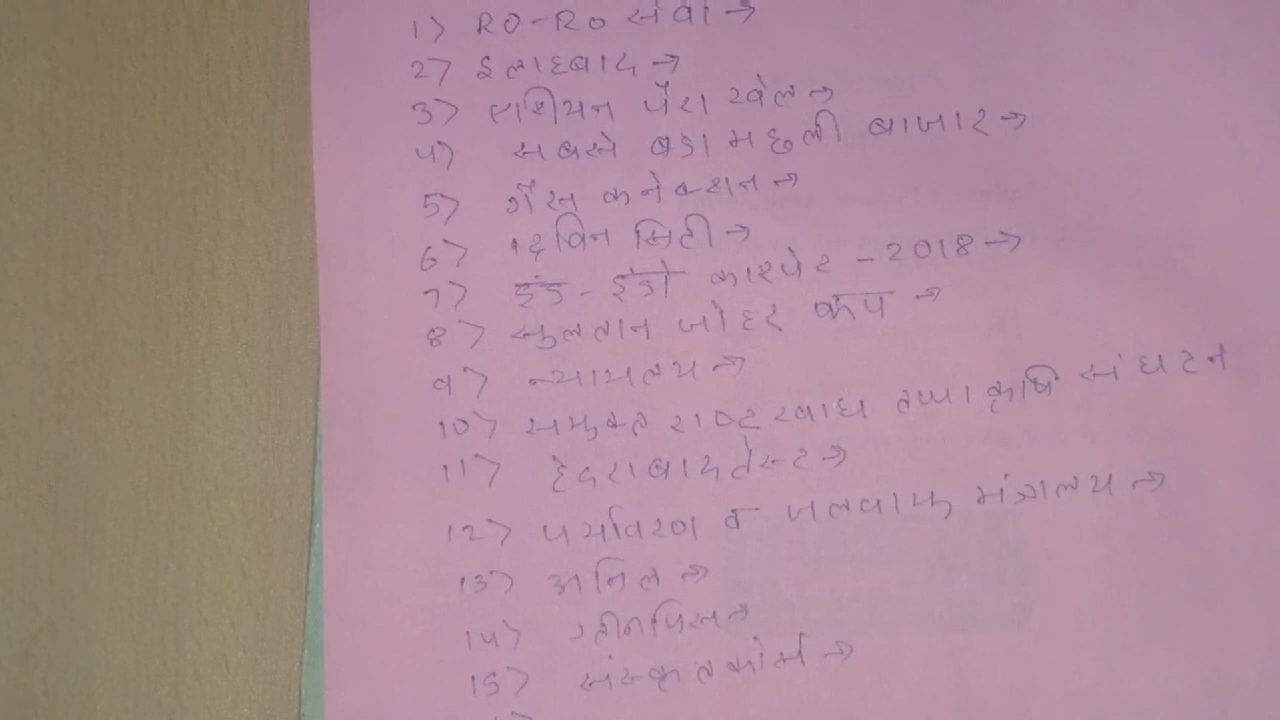 1) RO-RO सेवा →
2) इलाहबाद →
3) एशियन पैरा खेल →
4) सबसे बडा मछली बाजार →
5) गैस कनेक्शन →
6) ट्विन सिटी →
7) इंड - इंडो कारपेट - 2018 →
8) सुलतान जोहर कप →
9) न्यायालय →
10) संयुक्त राष्ट्र खाद्य तथा कृषि संघटन
11) हैदराबाद टेस्ट →
12) पर्यावरण व जलवायु मंत्रालय →
13) अनिल →
14) ग्रीनपिस →
15) संस्कृत कोर्स →